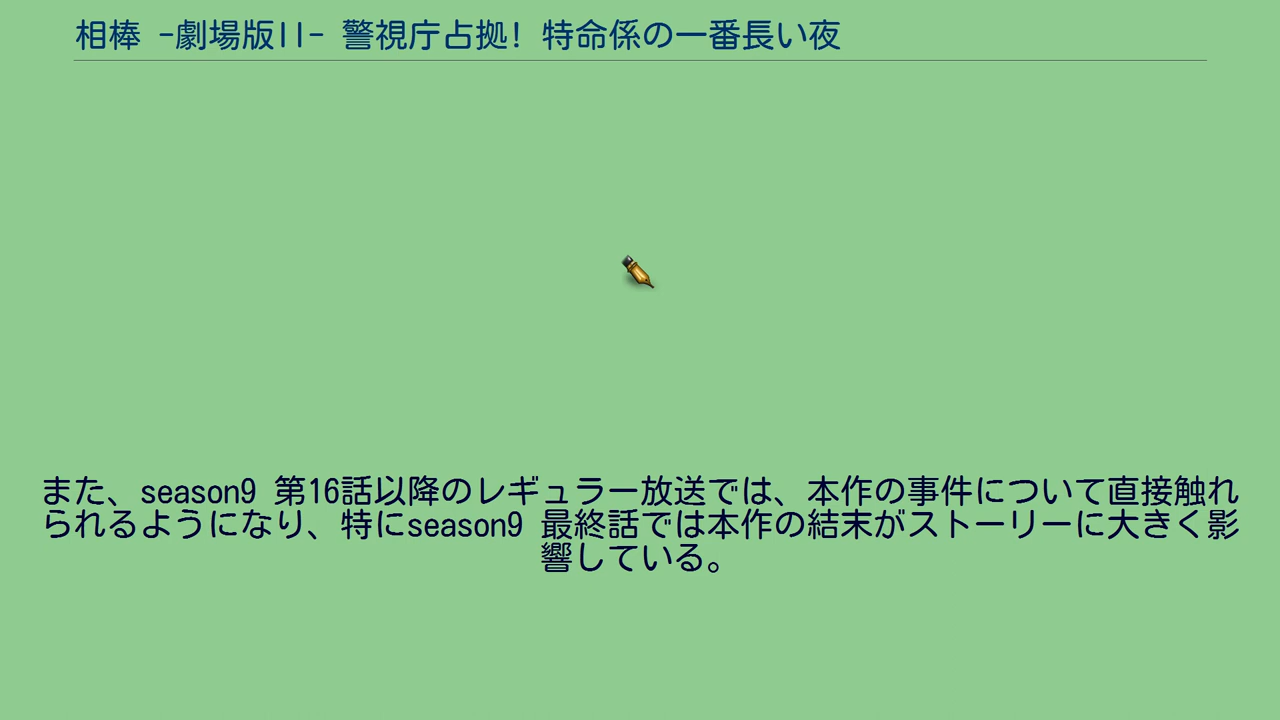 相棒 -劇場版II- 警視庁占拠! 特命係の一番長い夜
また、season9 第16話以降のレギュラー放送では、本作の事件について直接触れ
られるようになり、特にseason9 最終話では本作の結末がストーリーに大きく影
響している。